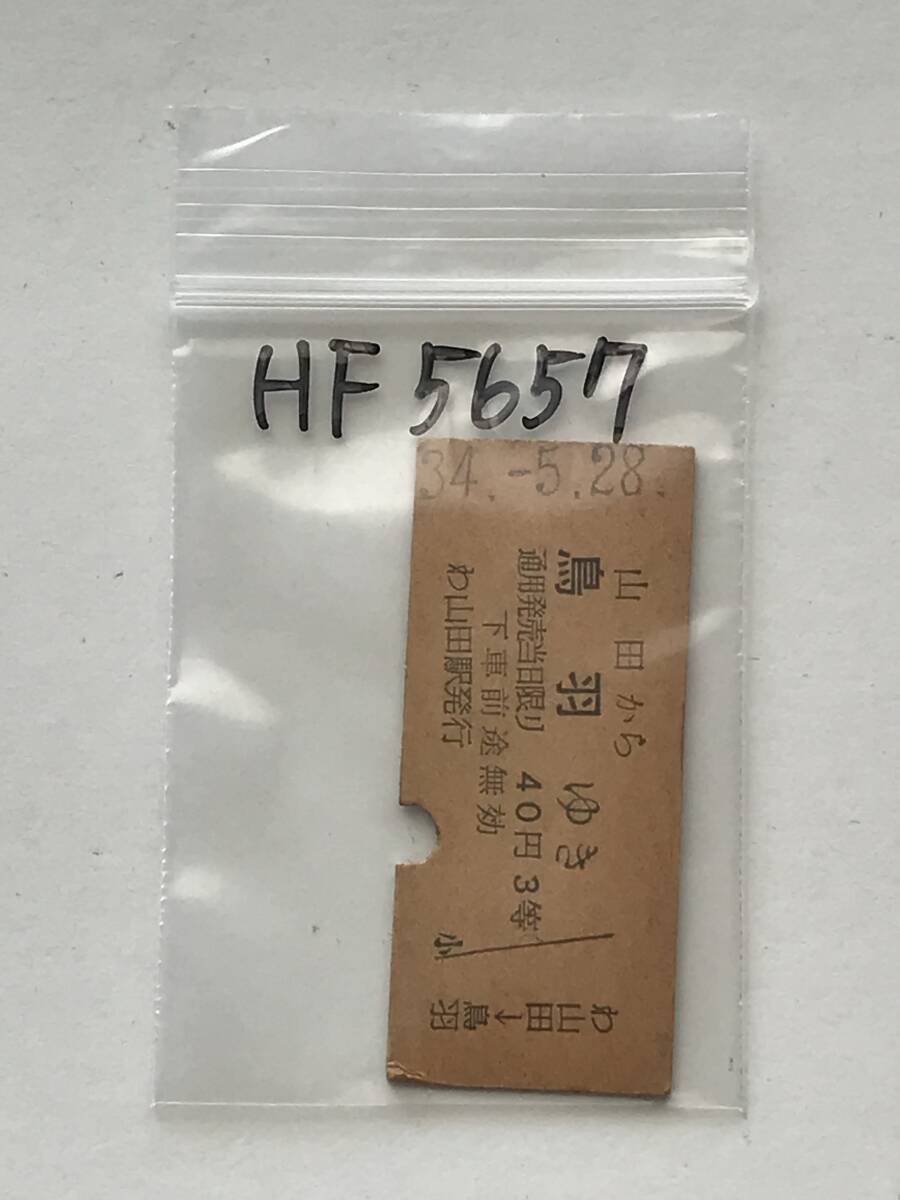 HF 5657
34.-5.28.
山田から
鳥羽ゆき
通用発売当日限り 40円 3等
下車前途無効
わ山田駅発行
小
わ
山田
↓
鳥羽